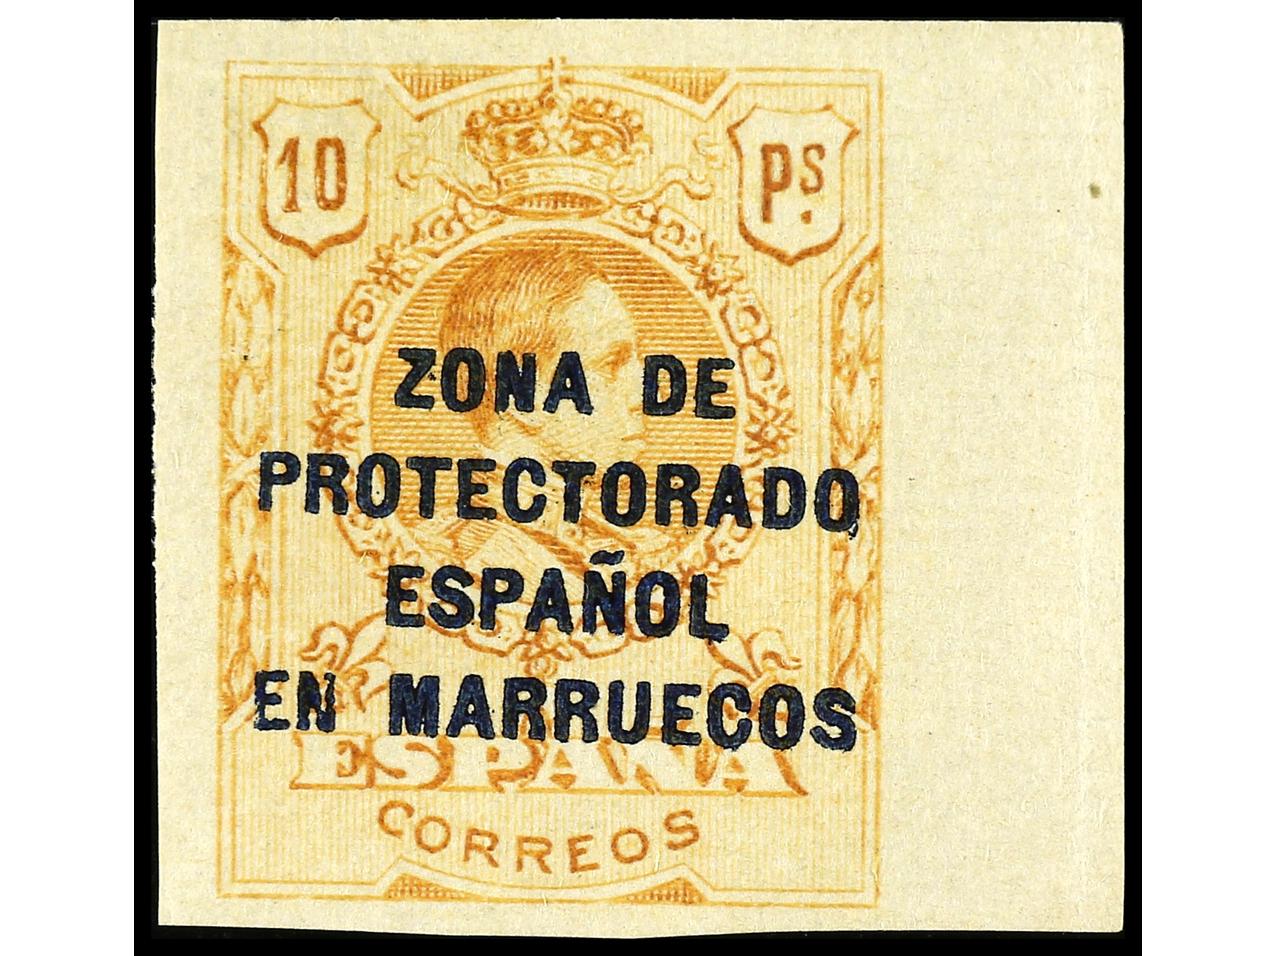 10 Ps.
ZONA DE
PROTECTORADO
ESPAÑOL
EN MARRUECOS
ESPAÑA
CORREOS